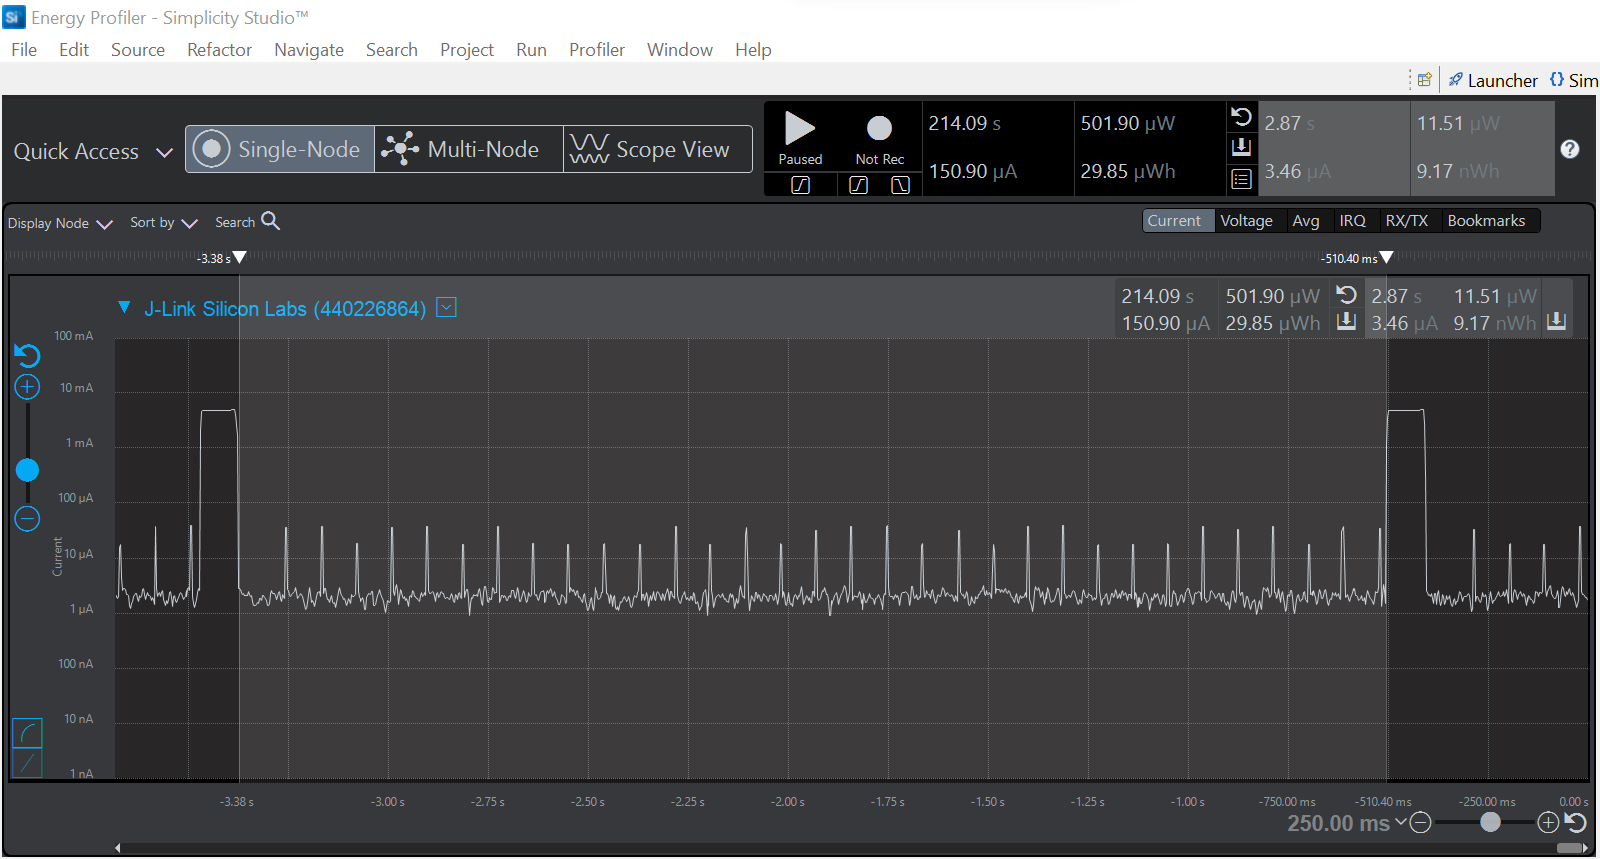 Energy Profiler - Simplicity Studio™
File Edit Source Refactor Navigate Search Project Run Profiler Window Help
Launcher {} Sim
Quick Access
Single-Node
Multi-Node
Scope View
Paused
Not Rec
214.09 s
501.90 µW
150.90 µA
29.85 µWh
2.87 s
11.51 µW
3.46 µA
9.17 nWh
?
Display Node
Sort by
Search
Current Voltage Avg IRQ RX/TX Bookmarks
-3.38 s
-510.40 ms
J-Link Silicon Labs (440226864)
214.09 s 501.90 µW
150.90 µA 29.85 µWh
2.87 s 11.51 µW
3.46 µA 9.17 nWh
100 mA
10 mA
1 mA
100 µA
10 µA
1 µA
100 nA
10 nA
1 nA
Current
-3.38 s -3.00 s -2.75 s -2.50 s -2.25 s -2.00 s -1.75 s -1.50 s -1.25 s -1.00 s -750.00 ms -510.40 ms -250.00 ms 0.00 s
250.00 ms